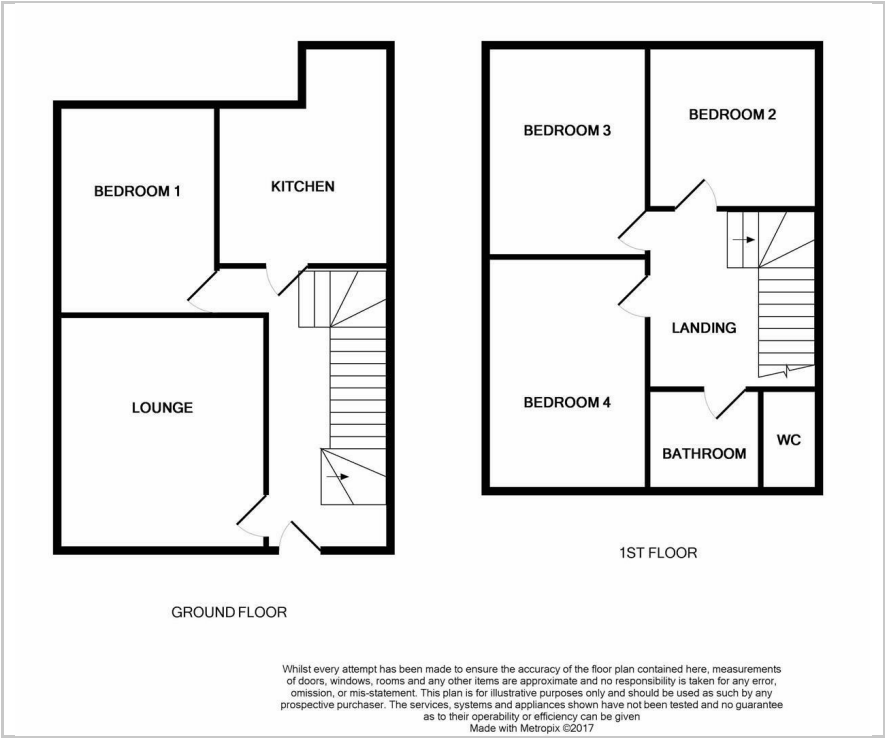 BEDROOM 1
KITCHEN
LOUNGE
GROUND FLOOR
BEDROOM 3
BEDROOM 2
LANDING
BEDROOM 4
BATHROOM
WC
1ST FLOOR
Whilst every attempt has been made to ensure the accuracy of the floor plan contained here, measurements
of doors, windows, rooms and any other items are approximate and no responsibility is taken for any error,
omission, or mis-statement. This plan is for illustrative purposes only and should be used as such by any
prospective purchaser. The services, systems and appliances shown have not been tested and no guarantee
as to their operability or efficiency can be given
Made with Metropix ©2017